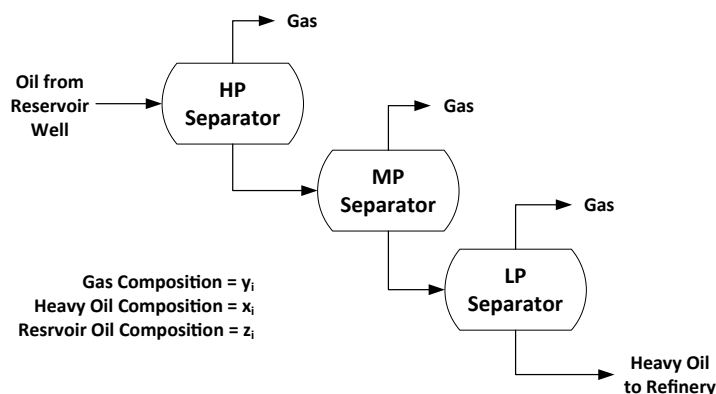 Gas
Oil from
Reservoir
Well
HP
Separator
Gas
MP
Separator
Gas
LP
Separator
Gas Composition = yᵢ
Heavy Oil Composition = xᵢ
Resrvoir Oil Composition = zᵢ
Heavy Oil
to Refinery